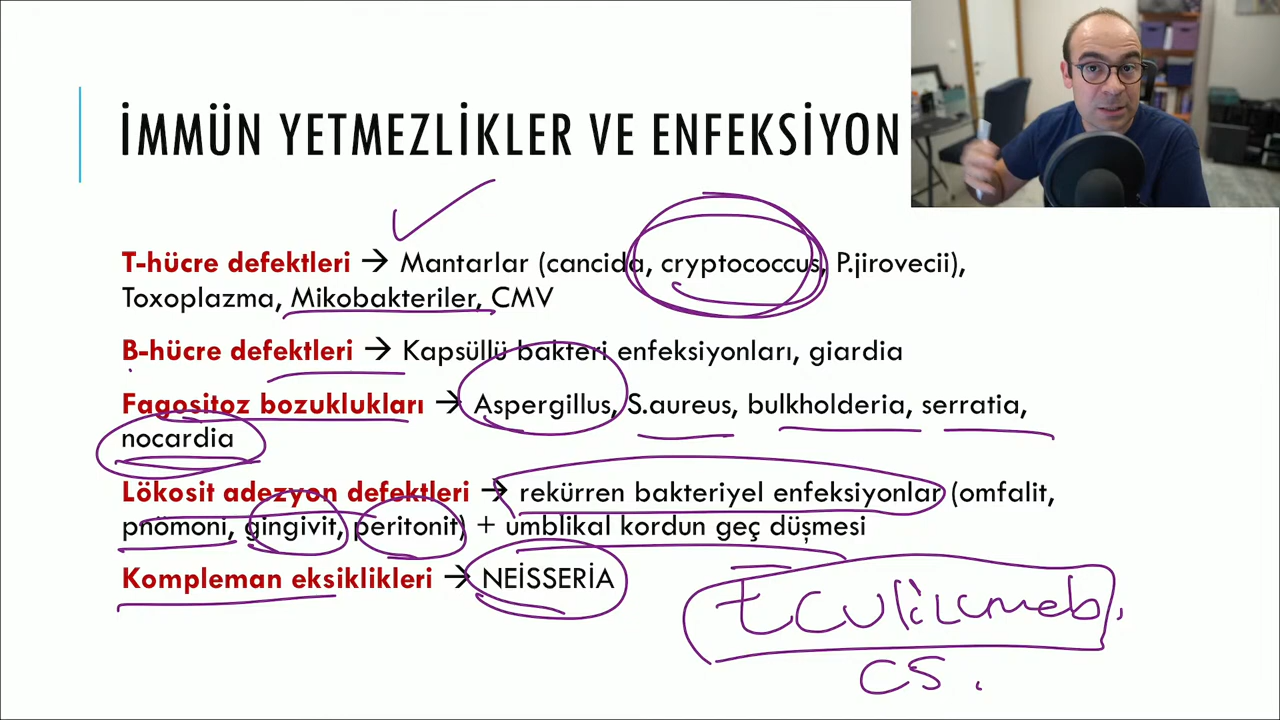 İMMÜN YETMEZLİKLER VE ENFEKSİYON
T-hücre defektleri → Mantarlar (cancida, cryptococcus, P.jirovecii),
Toxoplazma, Mikobakteriler, CMV
B-hücre defektleri → Kapsüllü bakteri enfeksiyonları, giardia
Fagositoz bozuklukları → Aspergillus, S.aureus, bulkholderia, serratia,
nocardia
Lökosit adezyon defektleri → rekürren bakteriyel enfeksiyonlar (omfalit,
pnömoni, gingivit, peritonit) + umblikal kordun geç düşmesi
Kompleman eksiklikleri → NEİSSERİA